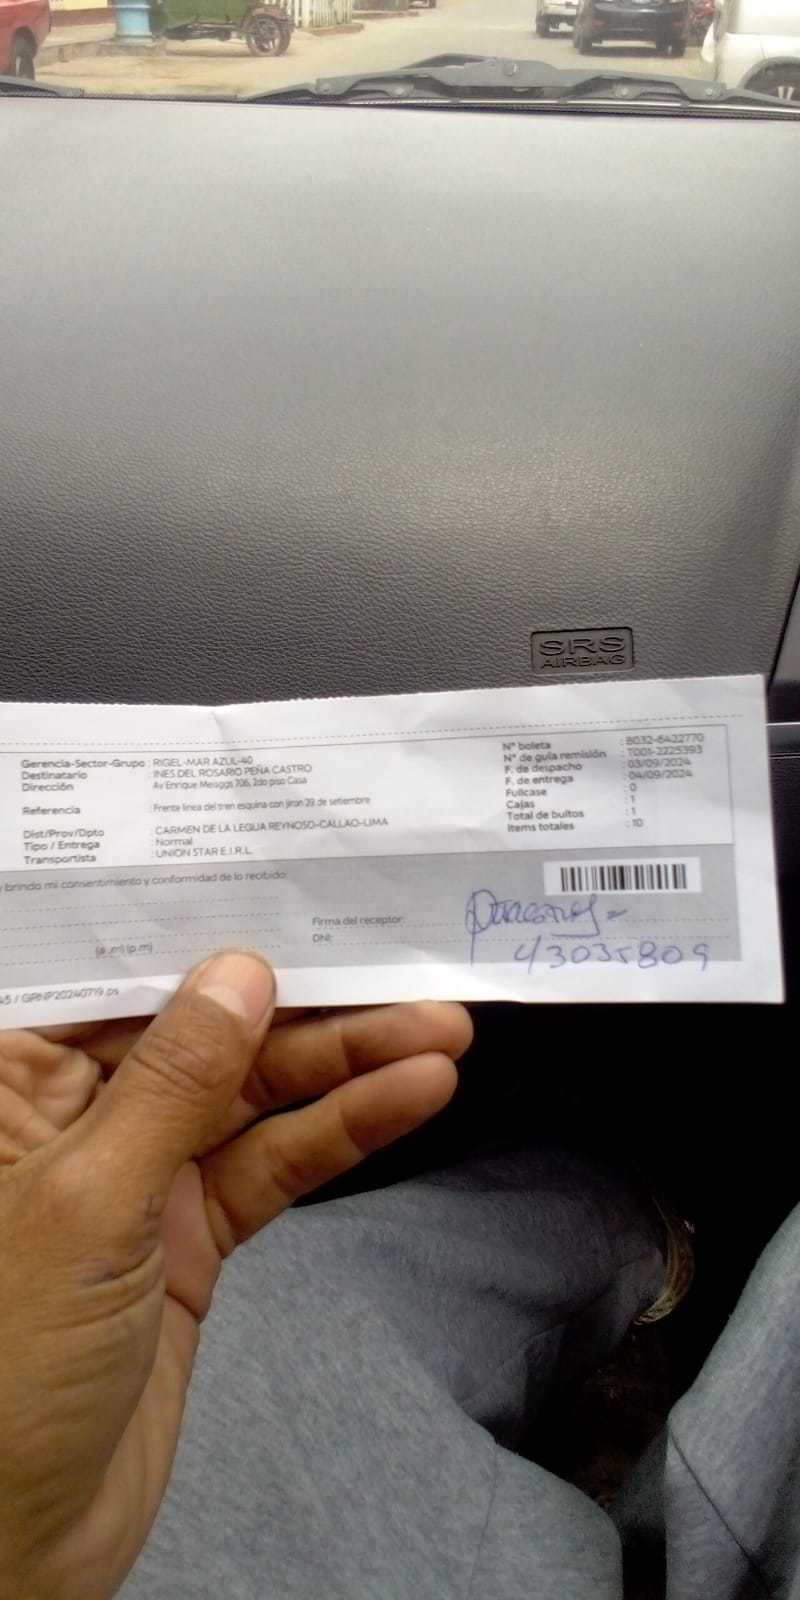 SRS
AIRBAG
Gerencia-Sector-Grupo : RIGEL-MAR AZUL-40
Destinatario : INES DEL ROSARIO PEÑA CASTRO
Dirección : Av Enrique Meiggs 706, 2do piso Casa
Referencia : Frente linea del tren esquina con jiron 29 de setiembre
Dist/Prov/Dpto : CARMEN DE LA LEGUA REYNOSO-CALLAO-LIMA
Tipo / Entrega : Normal
Transportista : UNION STAR E.I.R.L.
N° boleta : B032-6422770
N° de guía remisión : T001-2225393
F. de despacho : 03/09/2024
F. de entrega : 04/09/2024
Fullcase : 0
Cajas : 1
Total de bultos : 1
Items totales : 10
y brindo mi consentimiento y conformidad de lo recibido:
(a.m) (p.m)
Firma del receptor:
DNI: 43035809
45 / GRNP20240719.ps